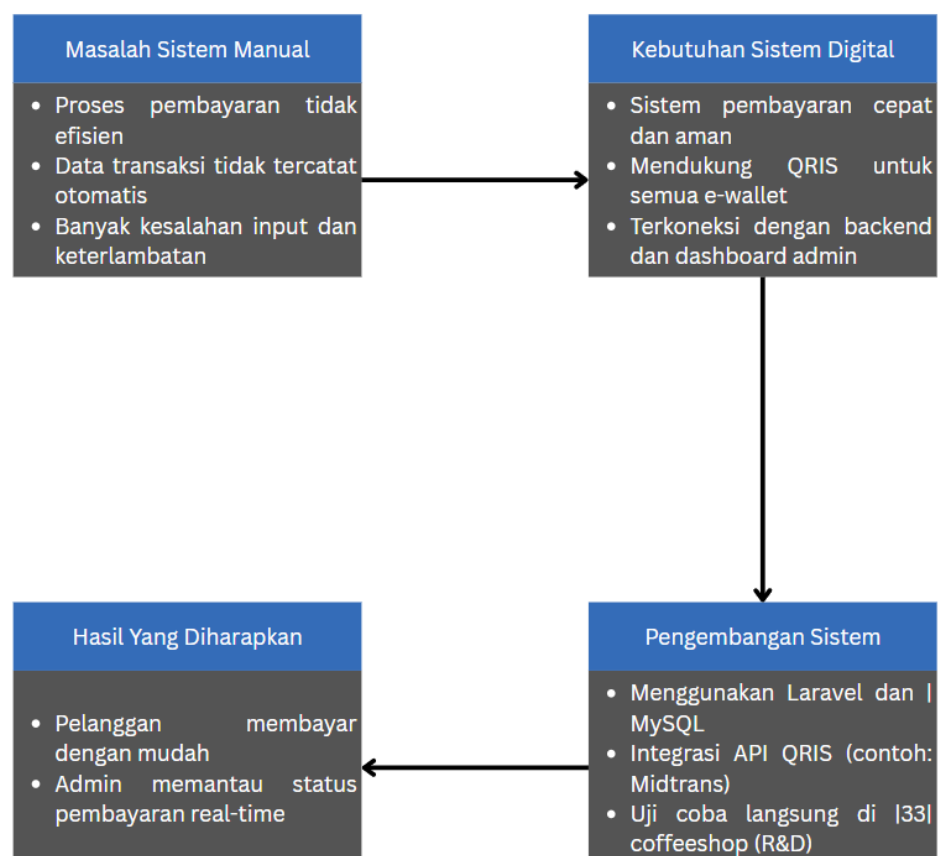 Masalah Sistem Manual
• Proses pembayaran tidak
efisien
• Data transaksi tidak tercatat
otomatis
• Banyak kesalahan input dan
keterlambatan
Kebutuhan Sistem Digital
• Sistem pembayaran cepat
dan aman
• Mendukung QRIS untuk
semua e-wallet
• Terkoneksi dengan backend
dan dashboard admin
Pengembangan Sistem
• Menggunakan Laravel dan |
MySQL
• Integrasi API QRIS (contoh:
Midtrans)
• Uji coba langsung di |33|
coffeeshop (R&D)
Hasil Yang Diharapkan
• Pelanggan membayar
dengan mudah
• Admin memantau status
pembayaran real-time